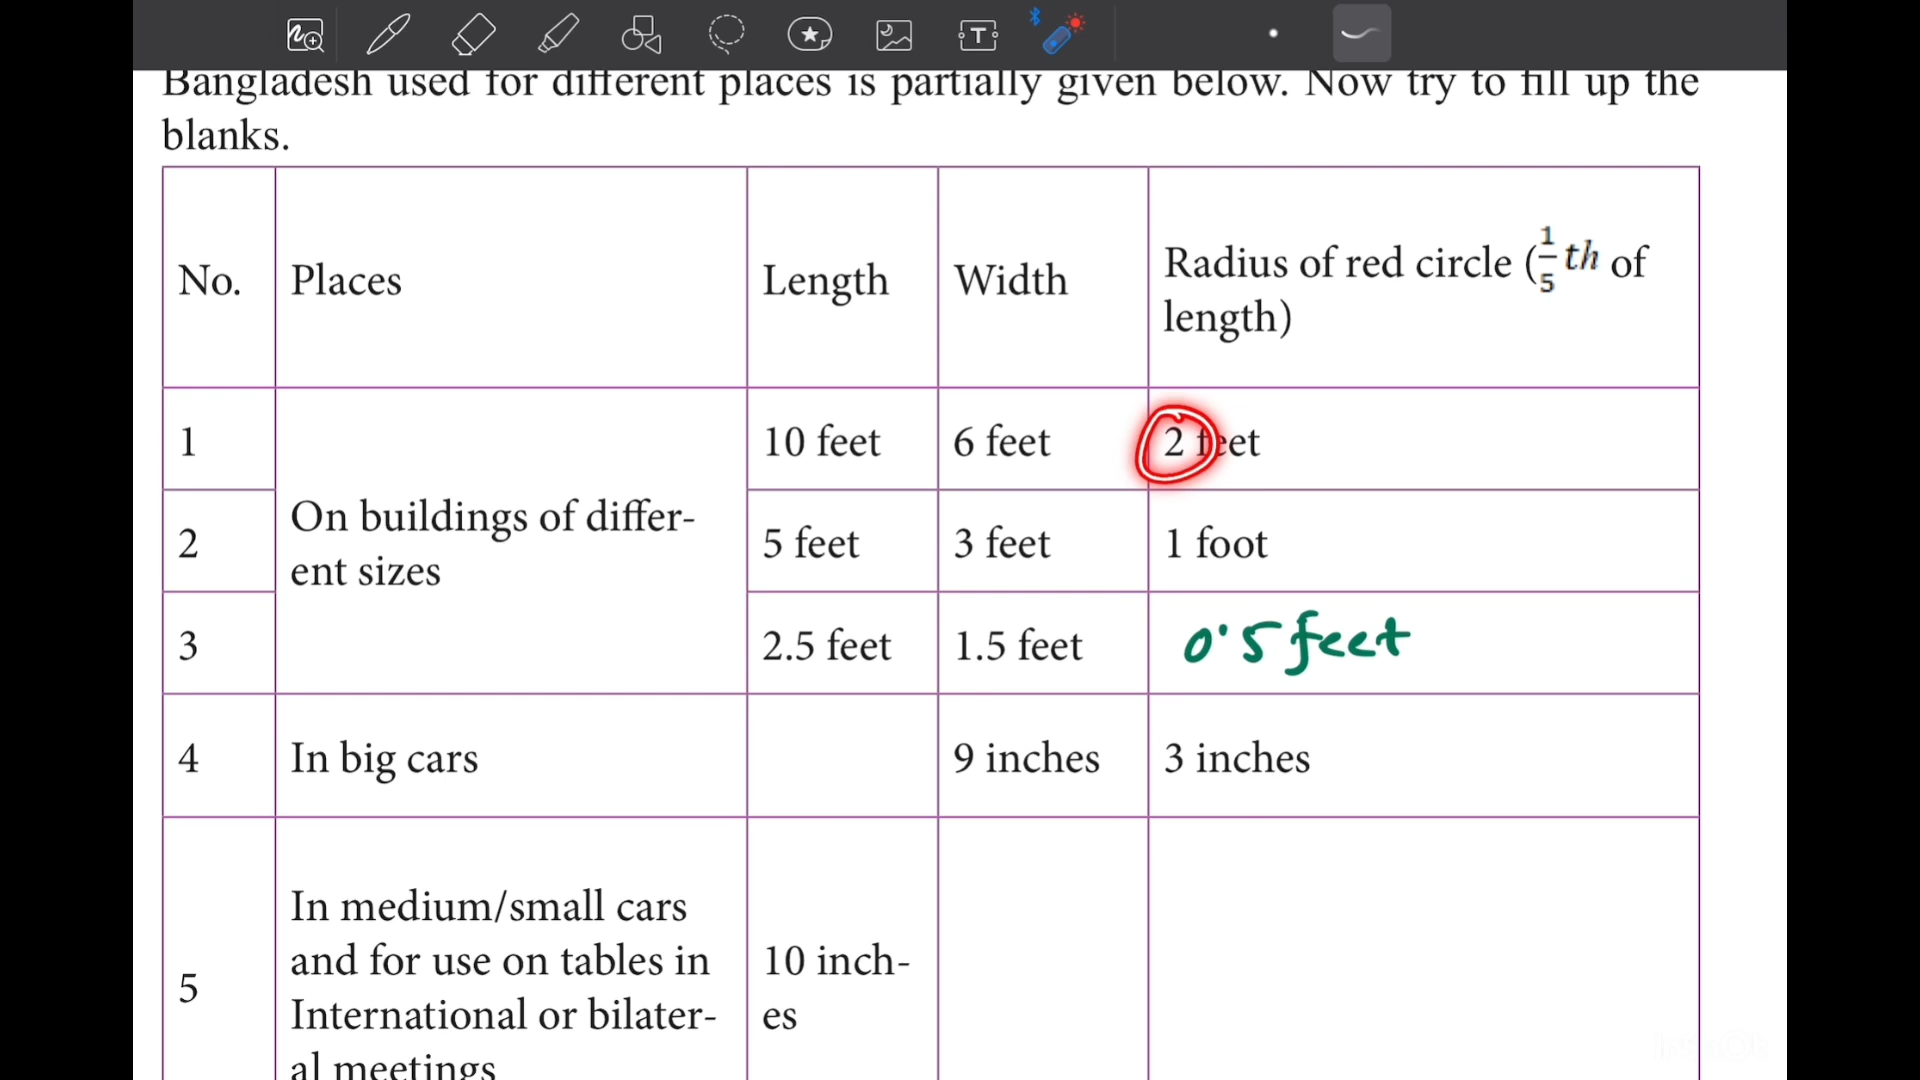 Bangladesh used for different places is partially given below. Now try to fill up the
blanks.
No. Places Length Width Radius of red circle (1/5 th of
length)
1 10 feet 6 feet 2 feet
On buildings of differ-
ent sizes
2 5 feet 3 feet 1 foot
3 2.5 feet 1.5 feet 0.5 feet
4 In big cars 9 inches 3 inches
5 In medium/small cars
and for use on tables in
International or bilater-
al meetings
10 inch-
es